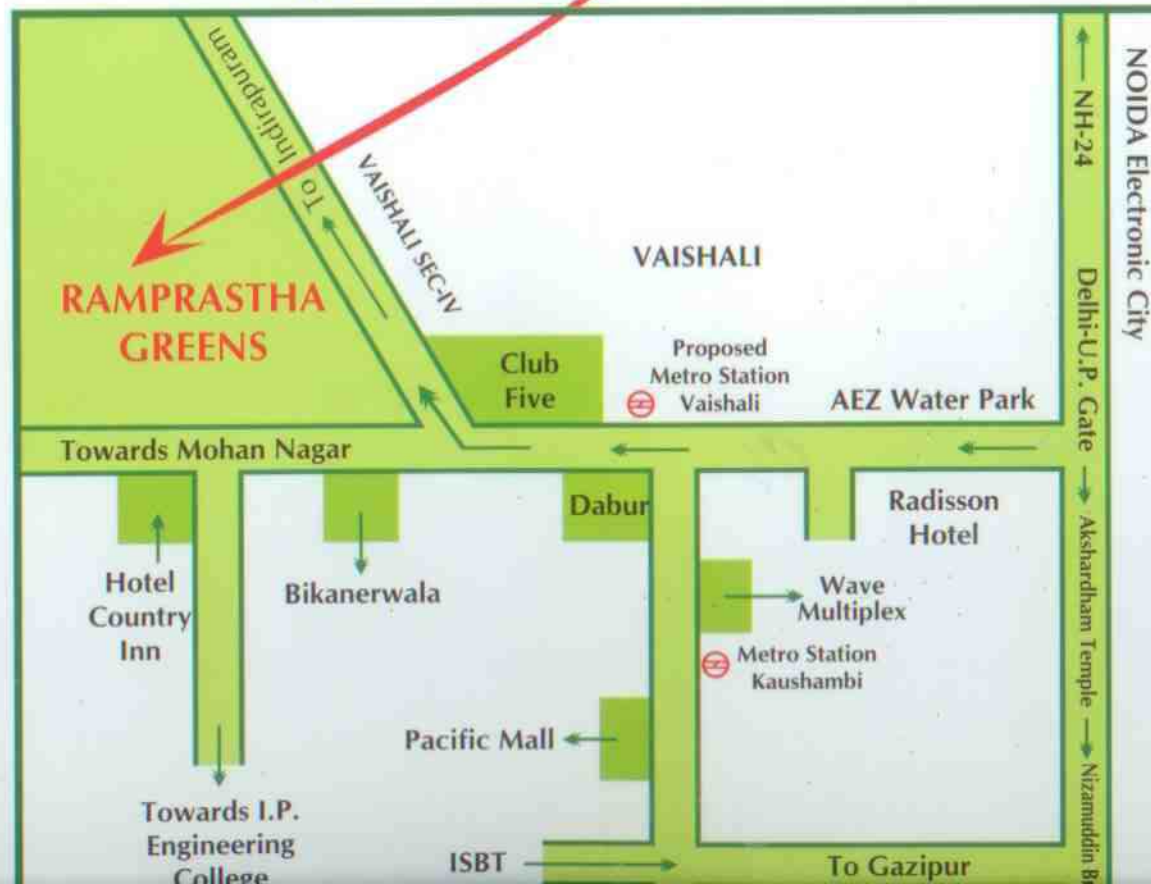 To Indirapuram
VAISHALI SEC-IV
RAMPRASTHA
GREENS
VAISHALI
Club
Five
Proposed
Metro Station
Vaishali
AEZ Water Park
NH-24
Delhi-U.P. Gate
Akshardham Temple
Nizamuddin
NOIDA Electronic City
Towards Mohan Nagar
Dabur
Radisson
Hotel
Hotel
Country
Inn
Bikanerwala
Wave
Multiplex
Metro Station
Kaushambi
Pacific Mall
Towards I.P.
Engineering
College
ISBT
To Gazipur